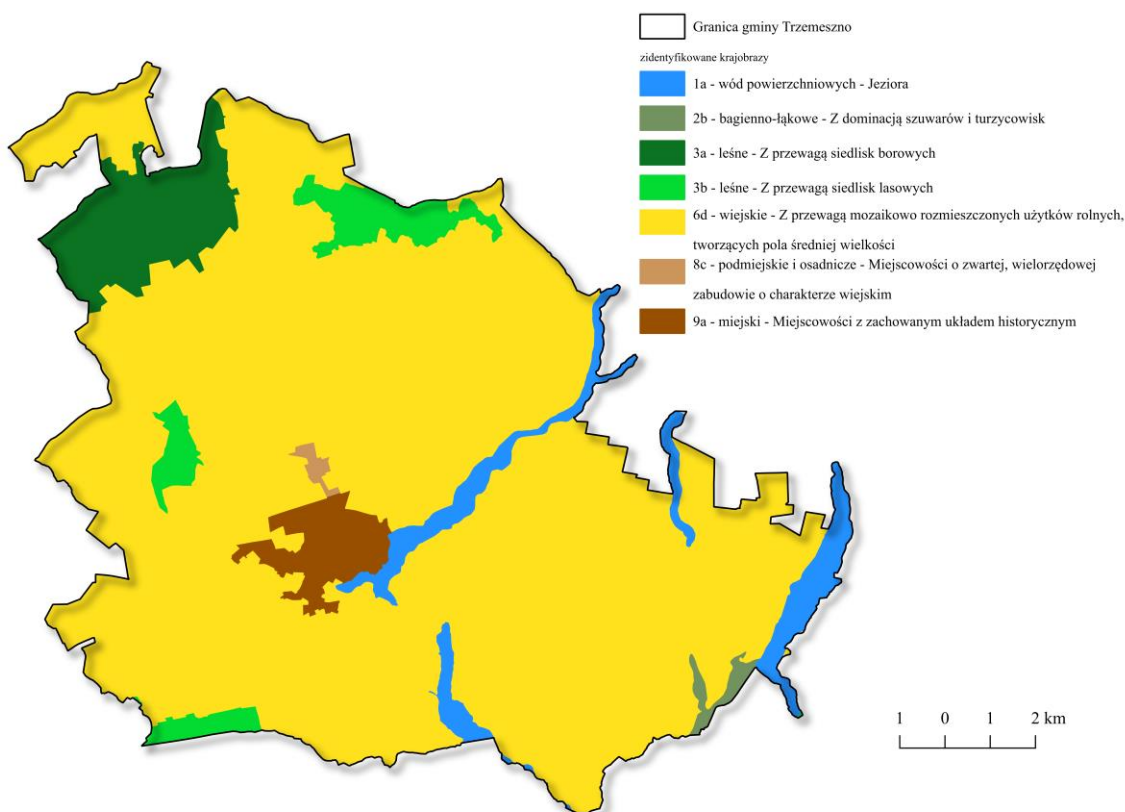 Granica gminy Trzemeszno
zidentyfikowane krajobrazy
1a - wód powierzchniowych - Jeziora
2b - bagienno-łąkowe - Z dominacją szuwarów i turzycowisk
3a - leśne - Z przewagą siedlisk borowych
3b - leśne - Z przewagą siedlisk lasowych
6d - wiejskie - Z przewagą mozaikowo rozmieszczonych użytków rolnych,
tworzących pola średniej wielkości
8c - podmiejskie i osadnicze - Miejscowości o zwartej, wielorzędowej
zabudowie o charakterze wiejskim
9a - miejski - Miejscowości z zachowanym układem historycznym
1 0 1 2 km